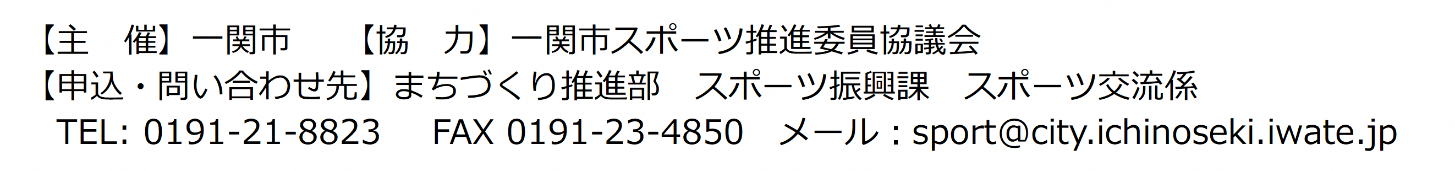 【主　催】一関市　　【協　力】一関市スポーツ推進委員協議会
【申込・問い合わせ先】まちづくり推進部　スポーツ振興課　スポーツ交流係
TEL: 0191-21-8823　FAX 0191-23-4850　メール：sport@city.ichinoseki.iwate.jp